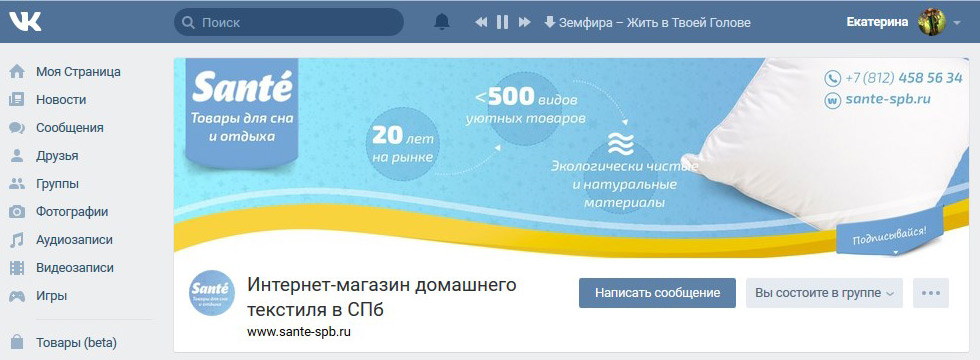 Поиск
Земфира – Жить в Твоей Голове
Екатерина
Моя Страница
Новости
Сообщения
Друзья
Группы
Фотографии
Аудиозаписи
Видеозаписи
Игры
Товары (beta)
Santé
Товары для сна
и отдыха
20 лет
на рынке
<500 видов
уютных товаров
Экологически чистые
и натуральные
материалы
+7 (812) 458 56 34
sante-spb.ru
Подписывайся!
Santé
Товары для сна
и отдыха
Интернет-магазин домашнего
текстиля в СПб
www.sante-spb.ru
Написать сообщение
Вы состоите в группе